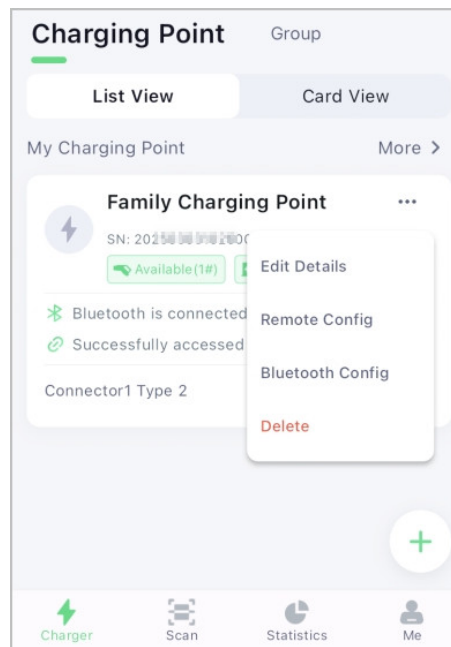 Charging Point Group
List View Card View
My Charging Point More >
Family Charging Point ...
SN:
Available(1#)
Edit Details
Bluetooth is connected
Remote Config
Successfully accessed
Bluetooth Config
Connector1 Type 2
Delete
+
Charger Scan Statistics Me